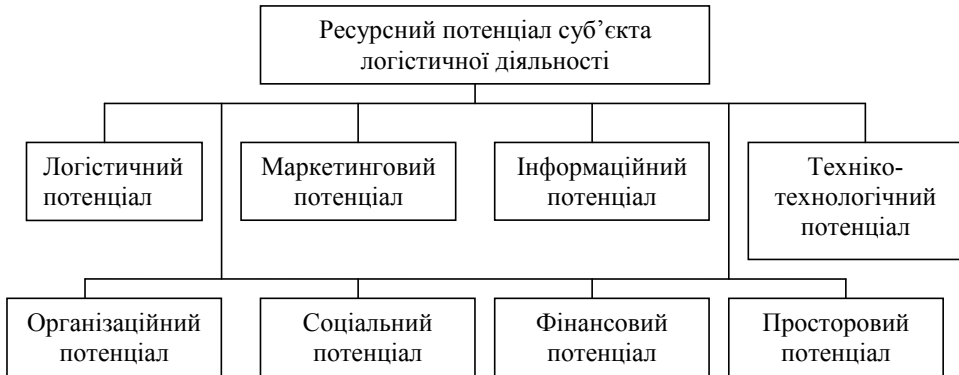 Ресурсний потенціал суб’єкта
логістичної діяльності
Логістичний
потенціал
Маркетинговий
потенціал
Інформаційний
потенціал
Техніко-
технологічний
потенціал
Організаційний
потенціал
Соціальний
потенціал
Фінансовий
потенціал
Просторовий
потенціал